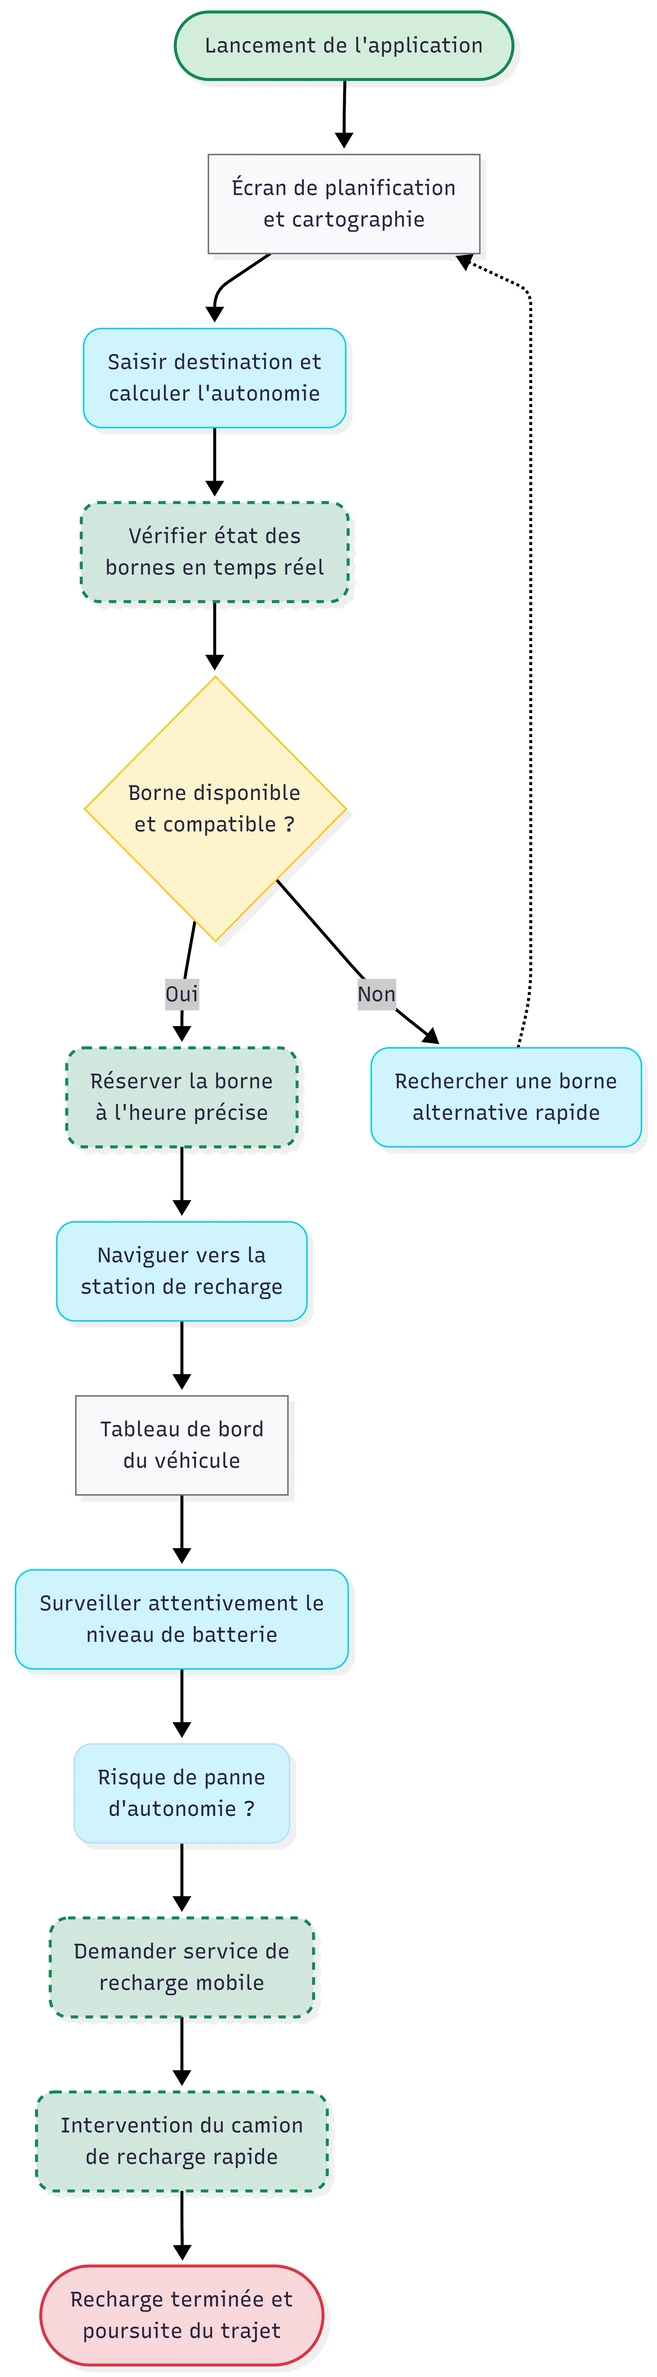 Lancement de l'application
Écran de planification
et cartographie
Saisir destination et
calculer l'autonomie
Vérifier état des
bornes en temps réel
Borne disponible
et compatible ?
Oui
Non
Réserver la borne
à l'heure précise
Rechercher une borne
alternative rapide
Naviguer vers la
station de recharge
Tableau de bord
du véhicule
Surveiller attentivement le
niveau de batterie
Risque de panne
d'autonomie ?
Demander service de
recharge mobile
Intervention du camion
de recharge rapide
Recharge terminée et
poursuite du trajet